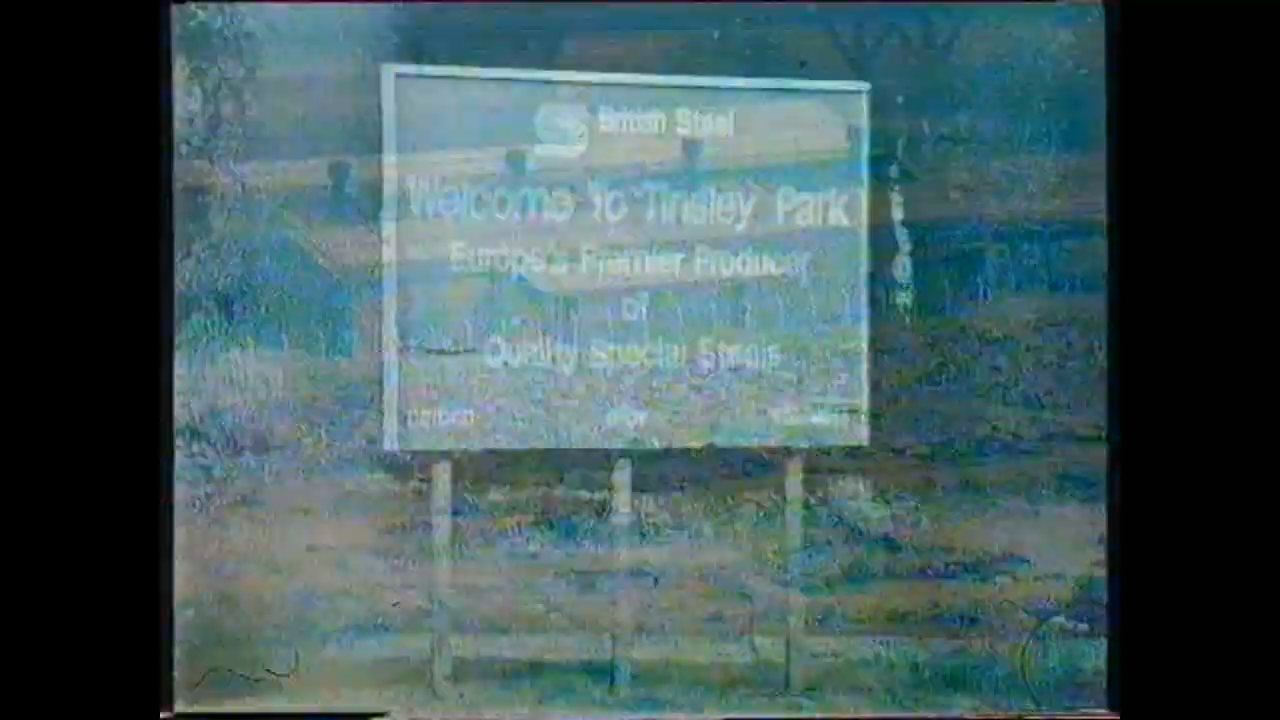 British Steel
Welcome to Tinsley Park
Europe's Premier Producer
of
Quality Special Steels